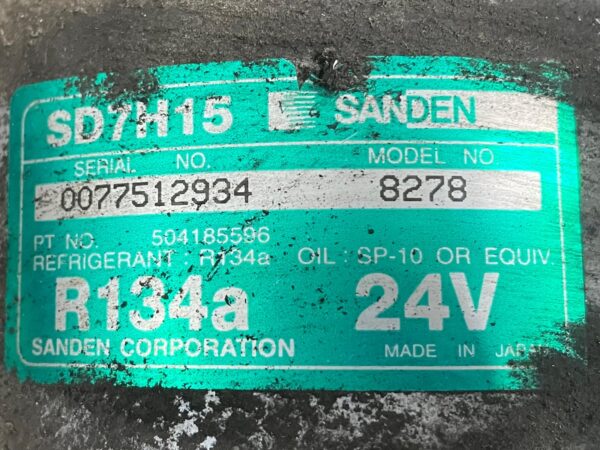 SD7H15 SANDEN
SERIAL NO. MODEL NO
0077512934 8278
PT NO. 504185596
REFRIGERANT : R134a OIL : SP-10 OR EQUIV.
R134a 24V
SANDEN CORPORATION MADE IN JAPAN